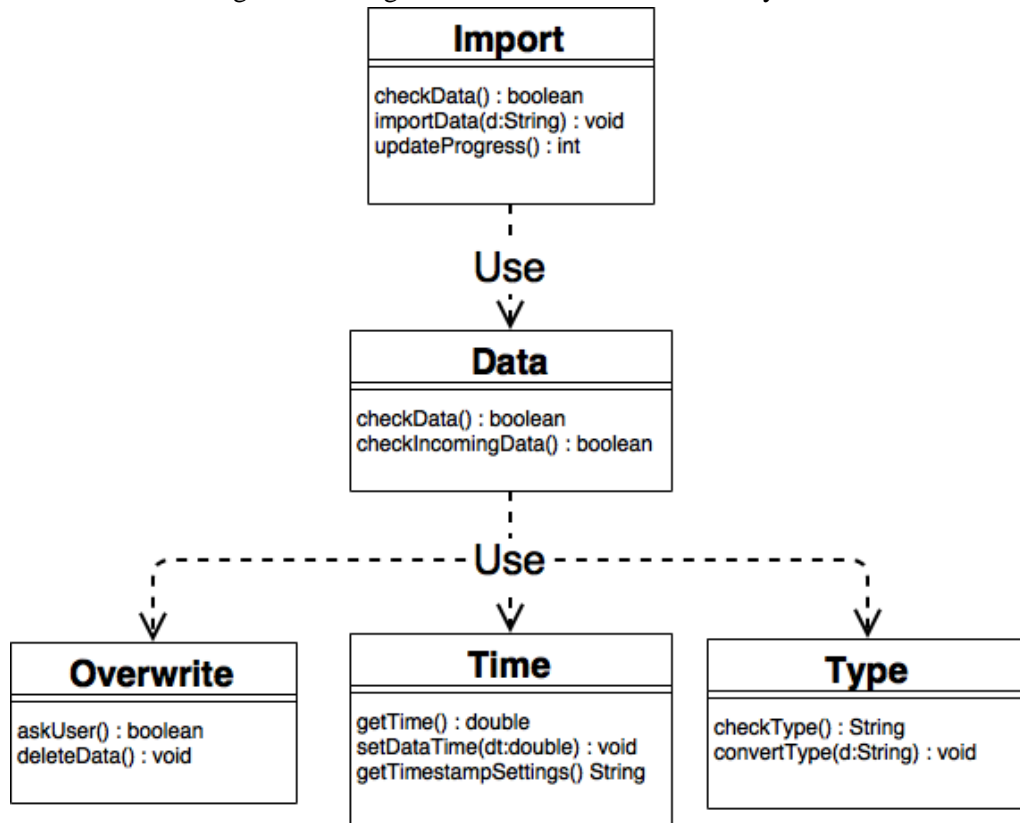 Import
checkData() : boolean
importData(d:String) : void
updateProgress() : int
Use
Data
checkData() : boolean
checkIncomingData() : boolean
Use
Overwrite
askUser() : boolean
deleteData() : void
Time
getTime() : double
setDataTime(dt:double) : void
getTimestampSettings() String
Type
checkType() : String
convertType(d:String) : void